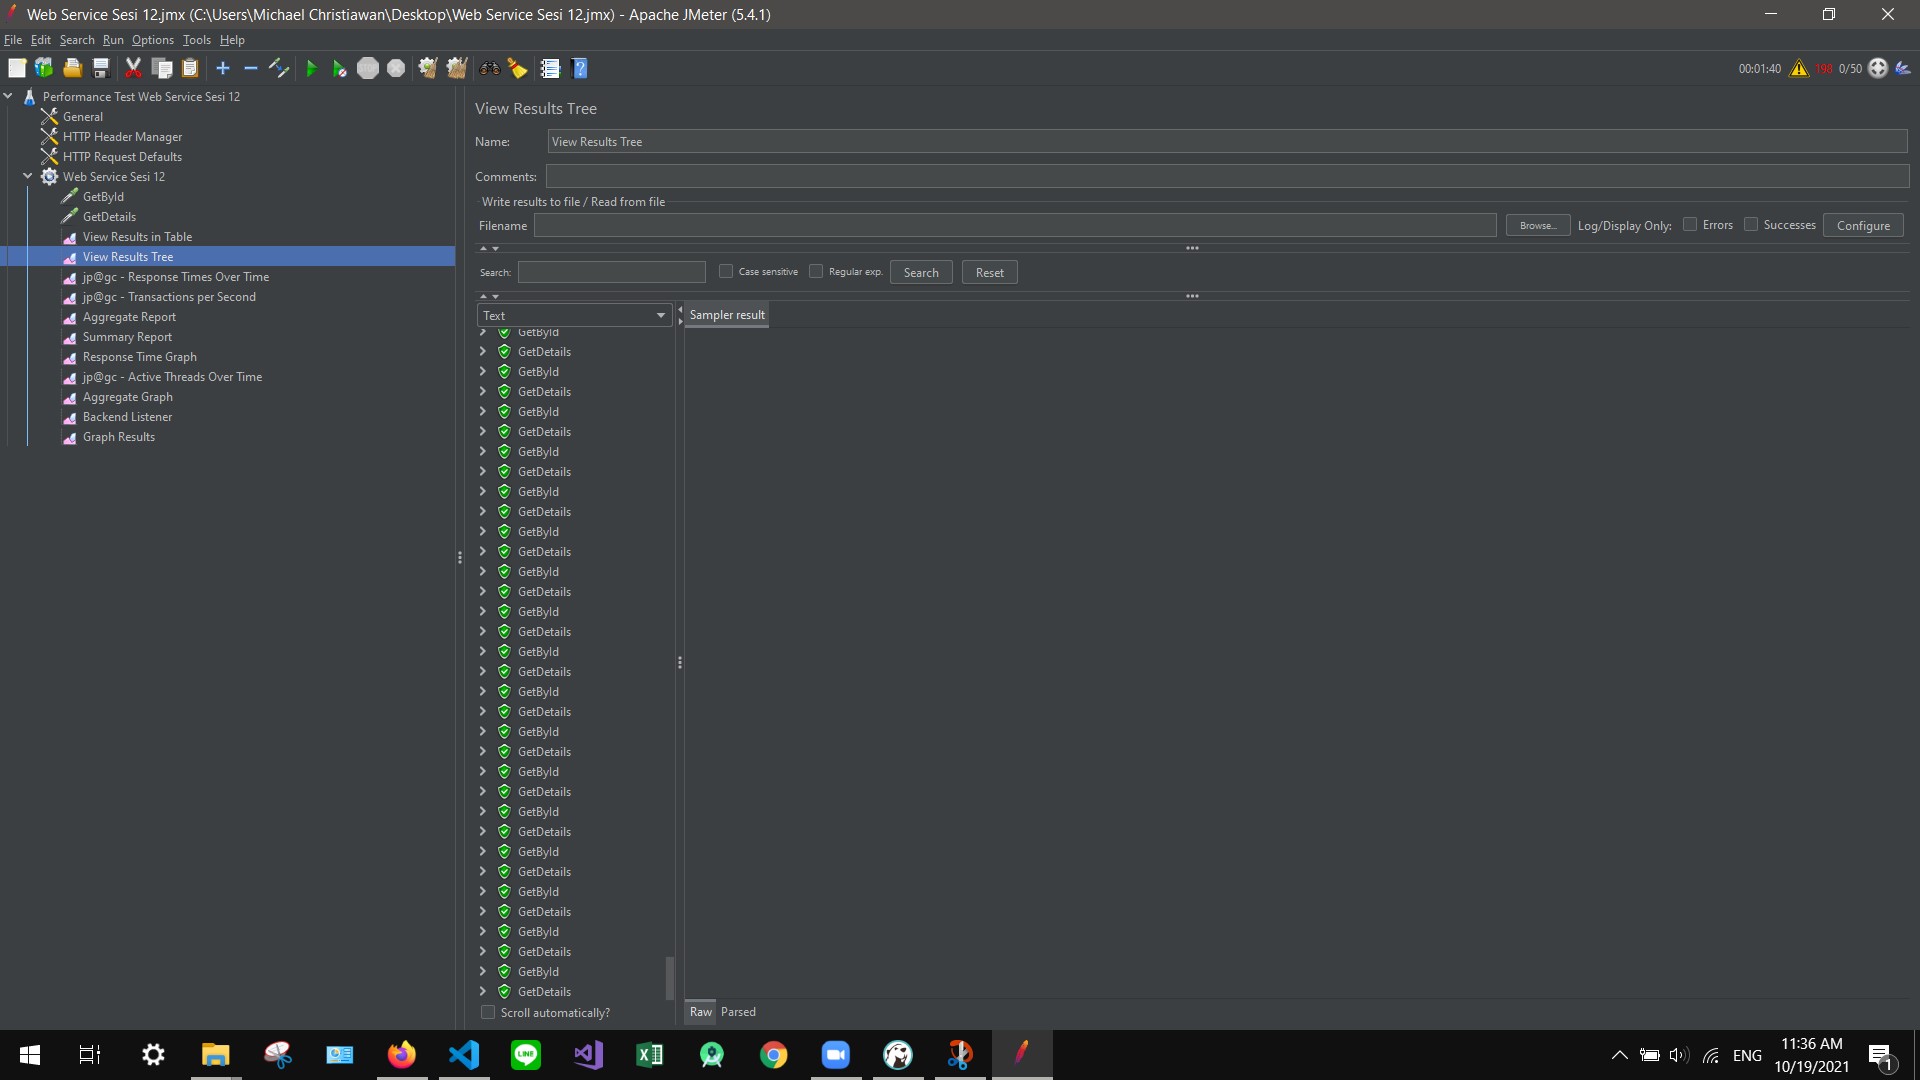 Web Service Sesi 12.jmx (C:\Users\Michael Christiawan\Desktop\Web Service Sesi 12.jmx) - Apache JMeter (5.4.1)
File Edit Search Run Options Tools Help
00:01:40 198 0/50
Performance Test Web Service Sesi 12
General
HTTP Header Manager
HTTP Request Defaults
Web Service Sesi 12
GetById
GetDetails
View Results in Table
View Results Tree
jp@gc - Response Times Over Time
jp@gc - Transactions per Second
Aggregate Report
Summary Report
Response Time Graph
jp@gc - Active Threads Over Time
Aggregate Graph
Backend Listener
Graph Results
View Results Tree
Name: View Results Tree
Comments:
Write results to file / Read from file
Filename Browse... Log/Display Only: Errors Successes Configure
Search: Case sensitive Regular exp. Search Reset
Text
Sampler result
GetById
GetDetails
GetById
GetDetails
GetById
GetDetails
GetById
GetDetails
GetById
GetDetails
GetById
GetDetails
GetById
GetDetails
GetById
GetDetails
GetById
GetDetails
GetById
GetDetails
GetById
GetDetails
GetById
GetDetails
GetById
GetDetails
GetById
GetDetails
GetById
GetDetails
GetById
GetDetails
GetById
GetDetails
Scroll automatically?
Raw Parsed
ENG
11:36 AM
10/19/2021
1